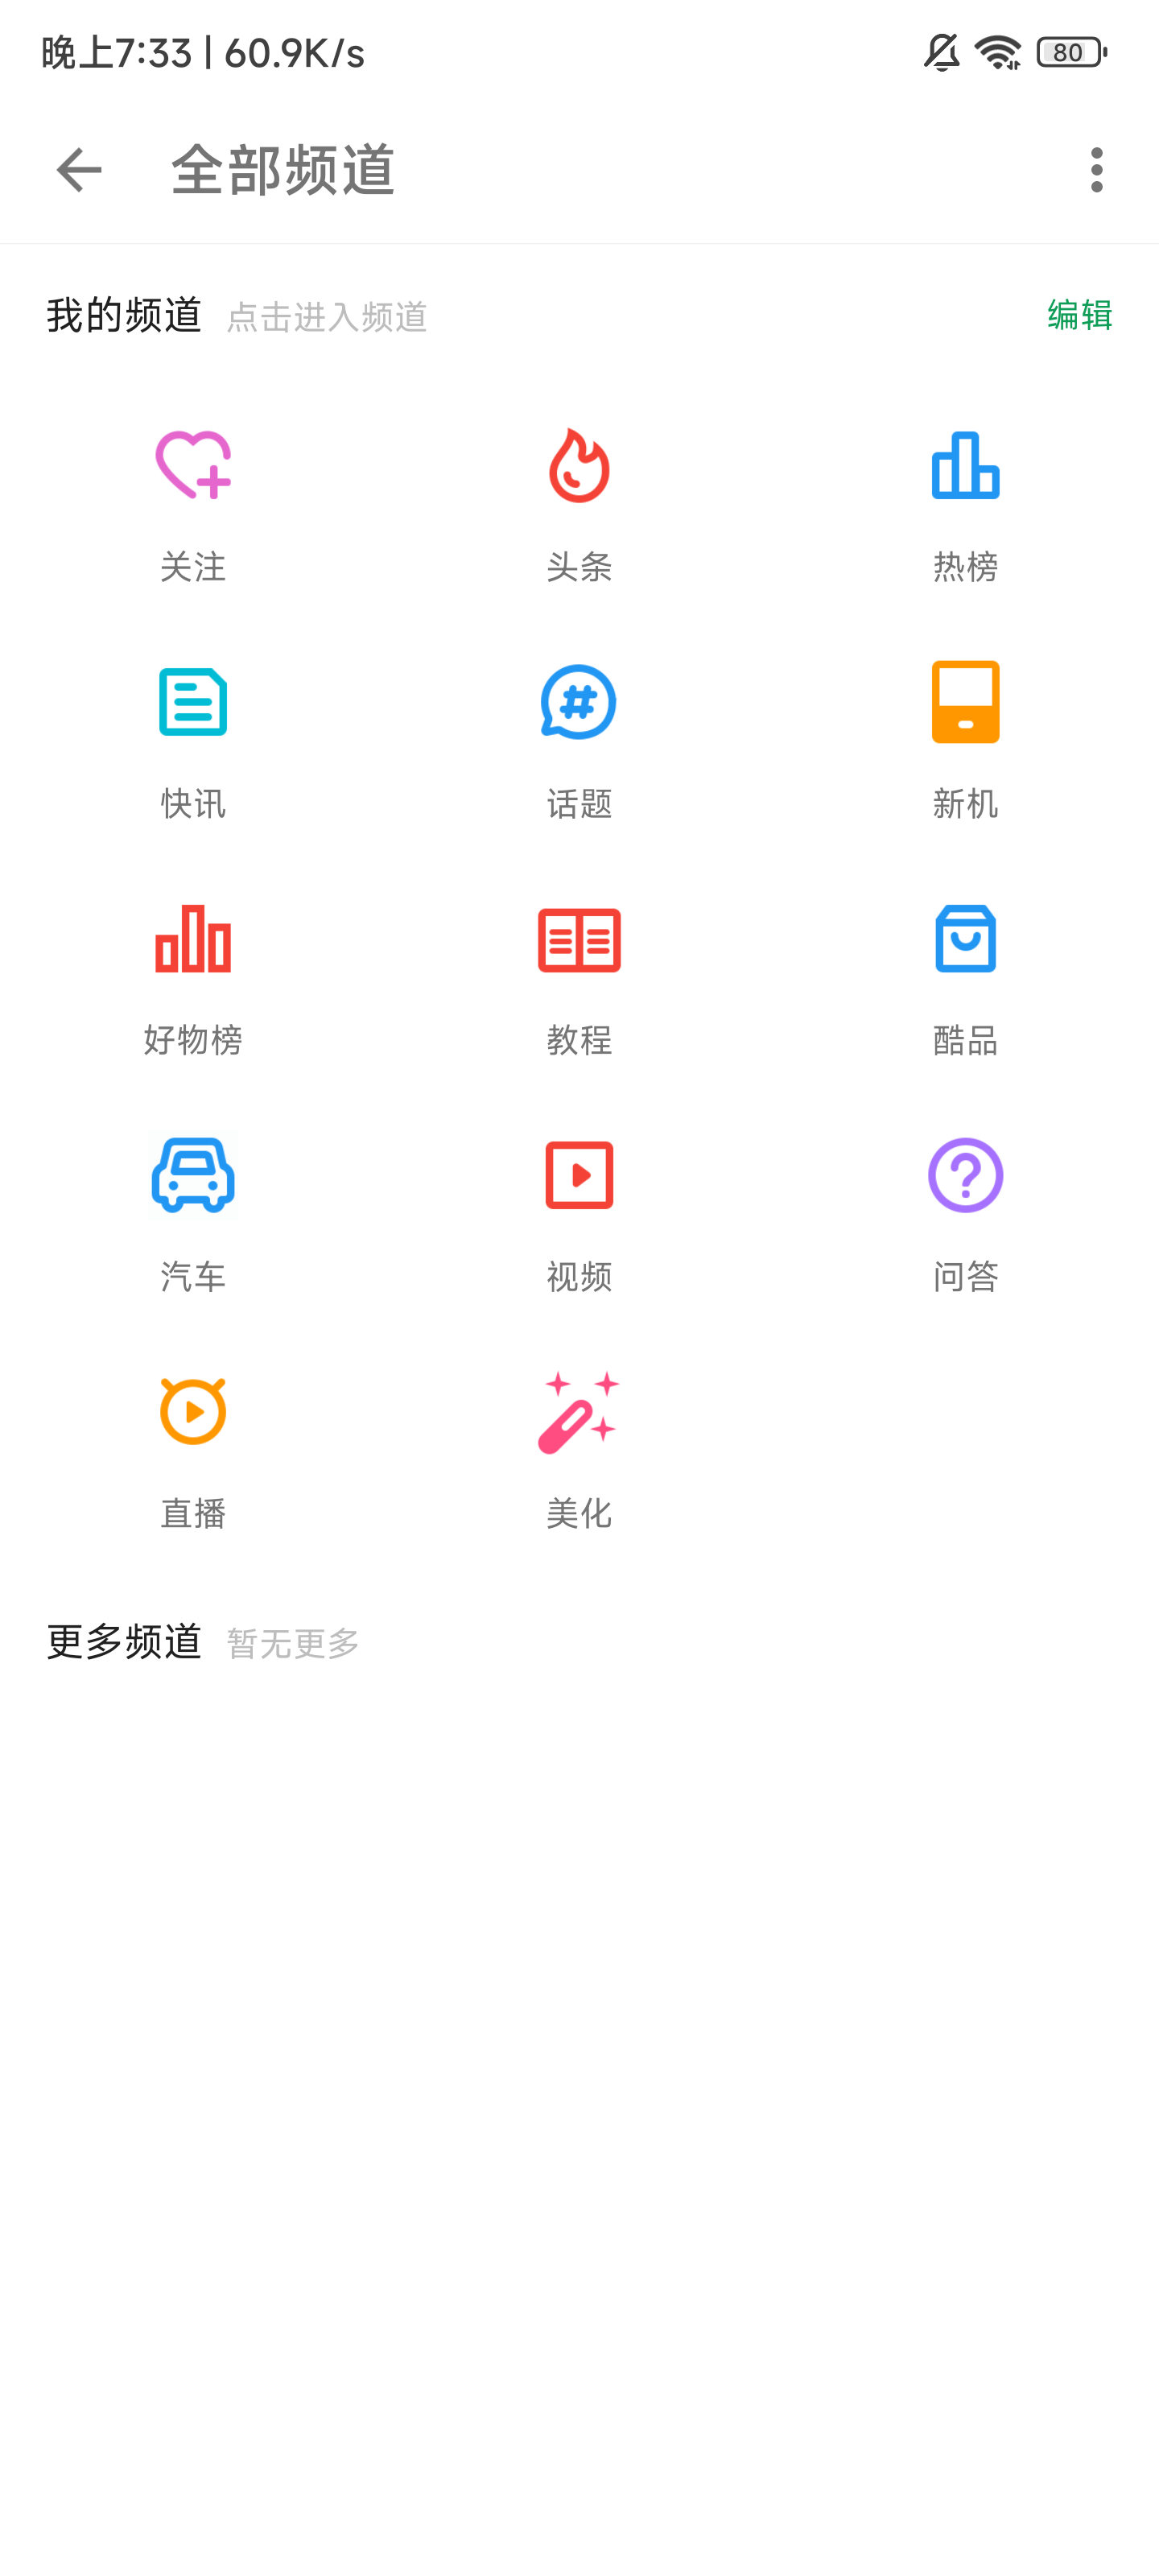 晚上7:33 | 60.9K/s 80
全部频道
我的频道 点击进入频道 编辑
关注 头条 热榜
快讯 话题 新机
好物榜 教程 酷品
汽车 视频 问答
直播 美化
更多频道 暂无更多